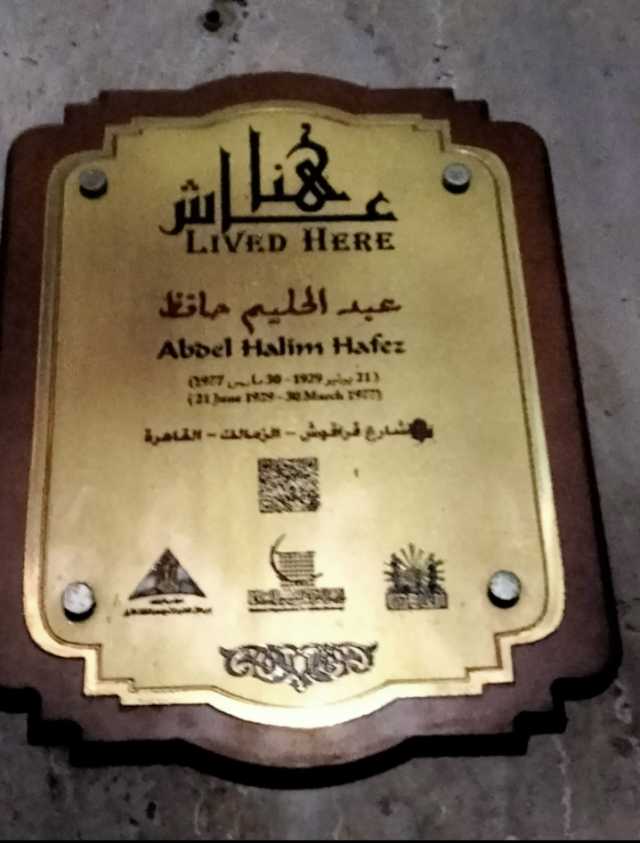 عاش هنا
LIVED HERE
عبد الحليم حافظ
Abdel Halim Hafez
(21 يونيو 1929 - 30 مارس 1977)
(21 June 1929 - 30 March 1977)
شارع قراقوش - الزمالك - القاهرة